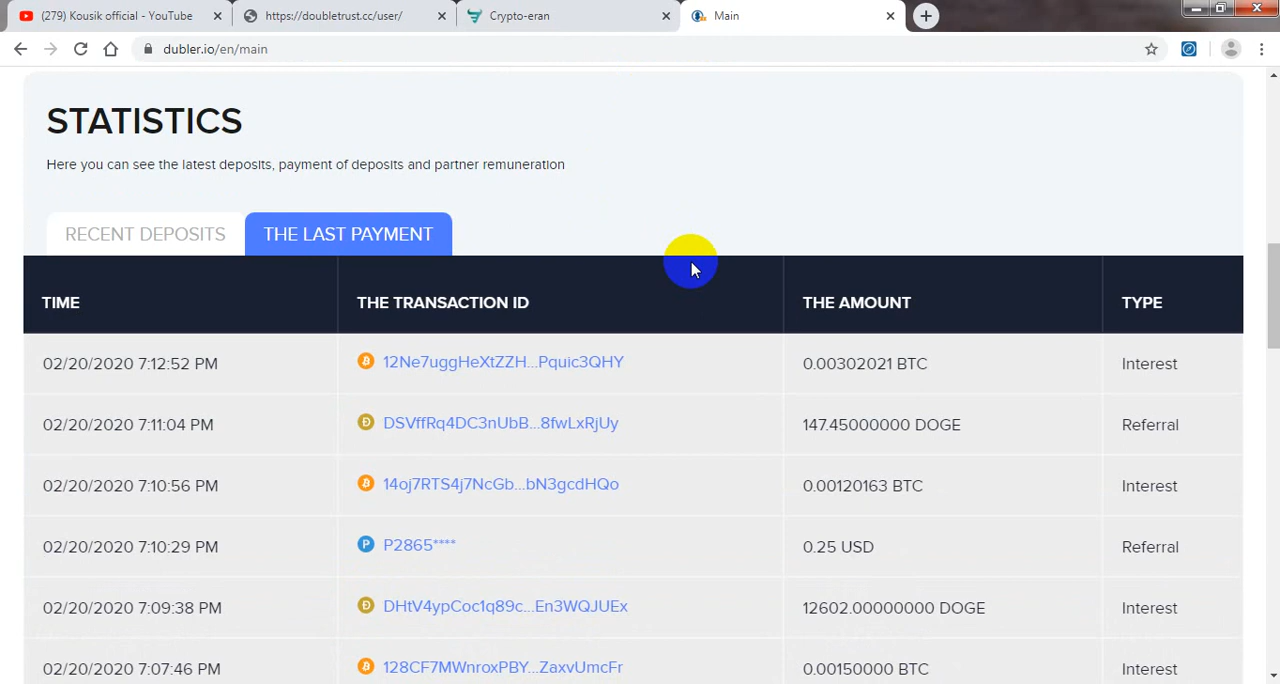 (279) Kousik official - YouTube
https://doubletrust.cc/user/
Crypto-eran
Main
dubler.io/en/main
STATISTICS
Here you can see the latest deposits, payment of deposits and partner remuneration
RECENT DEPOSITS THE LAST PAYMENT
TIME THE TRANSACTION ID THE AMOUNT TYPE
02/20/2020 7:12:52 PM 12Ne7uggHeXtZZH...Pquic3QHY 0.00302021 BTC Interest
02/20/2020 7:11:04 PM DSVffRq4DC3nUbB...8fwLxRjUy 147.45000000 DOGE Referral
02/20/2020 7:10:56 PM 14oj7RTS4j7NcGb...bN3gcdHQo 0.00120163 BTC Interest
02/20/2020 7:10:29 PM P2865**** 0.25 USD Referral
02/20/2020 7:09:38 PM DHtV4ypCoc1q89c...En3WQJUEx 12602.00000000 DOGE Interest
02/20/2020 7:07:46 PM 128CF7MWnroxPBY...ZaxvUmcFr 0.00150000 BTC Interest